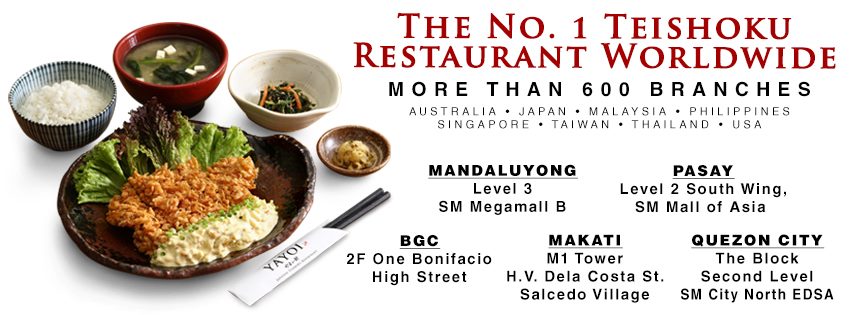 THE NO. 1 TEISHOKU
RESTAURANT WORLDWIDE
MORE THAN 600 BRANCHES
AUSTRALIA • JAPAN • MALAYSIA • PHILIPPINES
SINGAPORE • TAIWAN • THAILAND • USA
MANDALUYONG
Level 3
SM Megamall B
PASAY
Level 2 South Wing,
SM Mall of Asia
BGC
2F One Bonifacio
High Street
MAKATI
M1 Tower
H.V. Dela Costa St.
Salcedo Village
QUEZON CITY
The Block
Second Level
SM City North EDSA
YAYOI